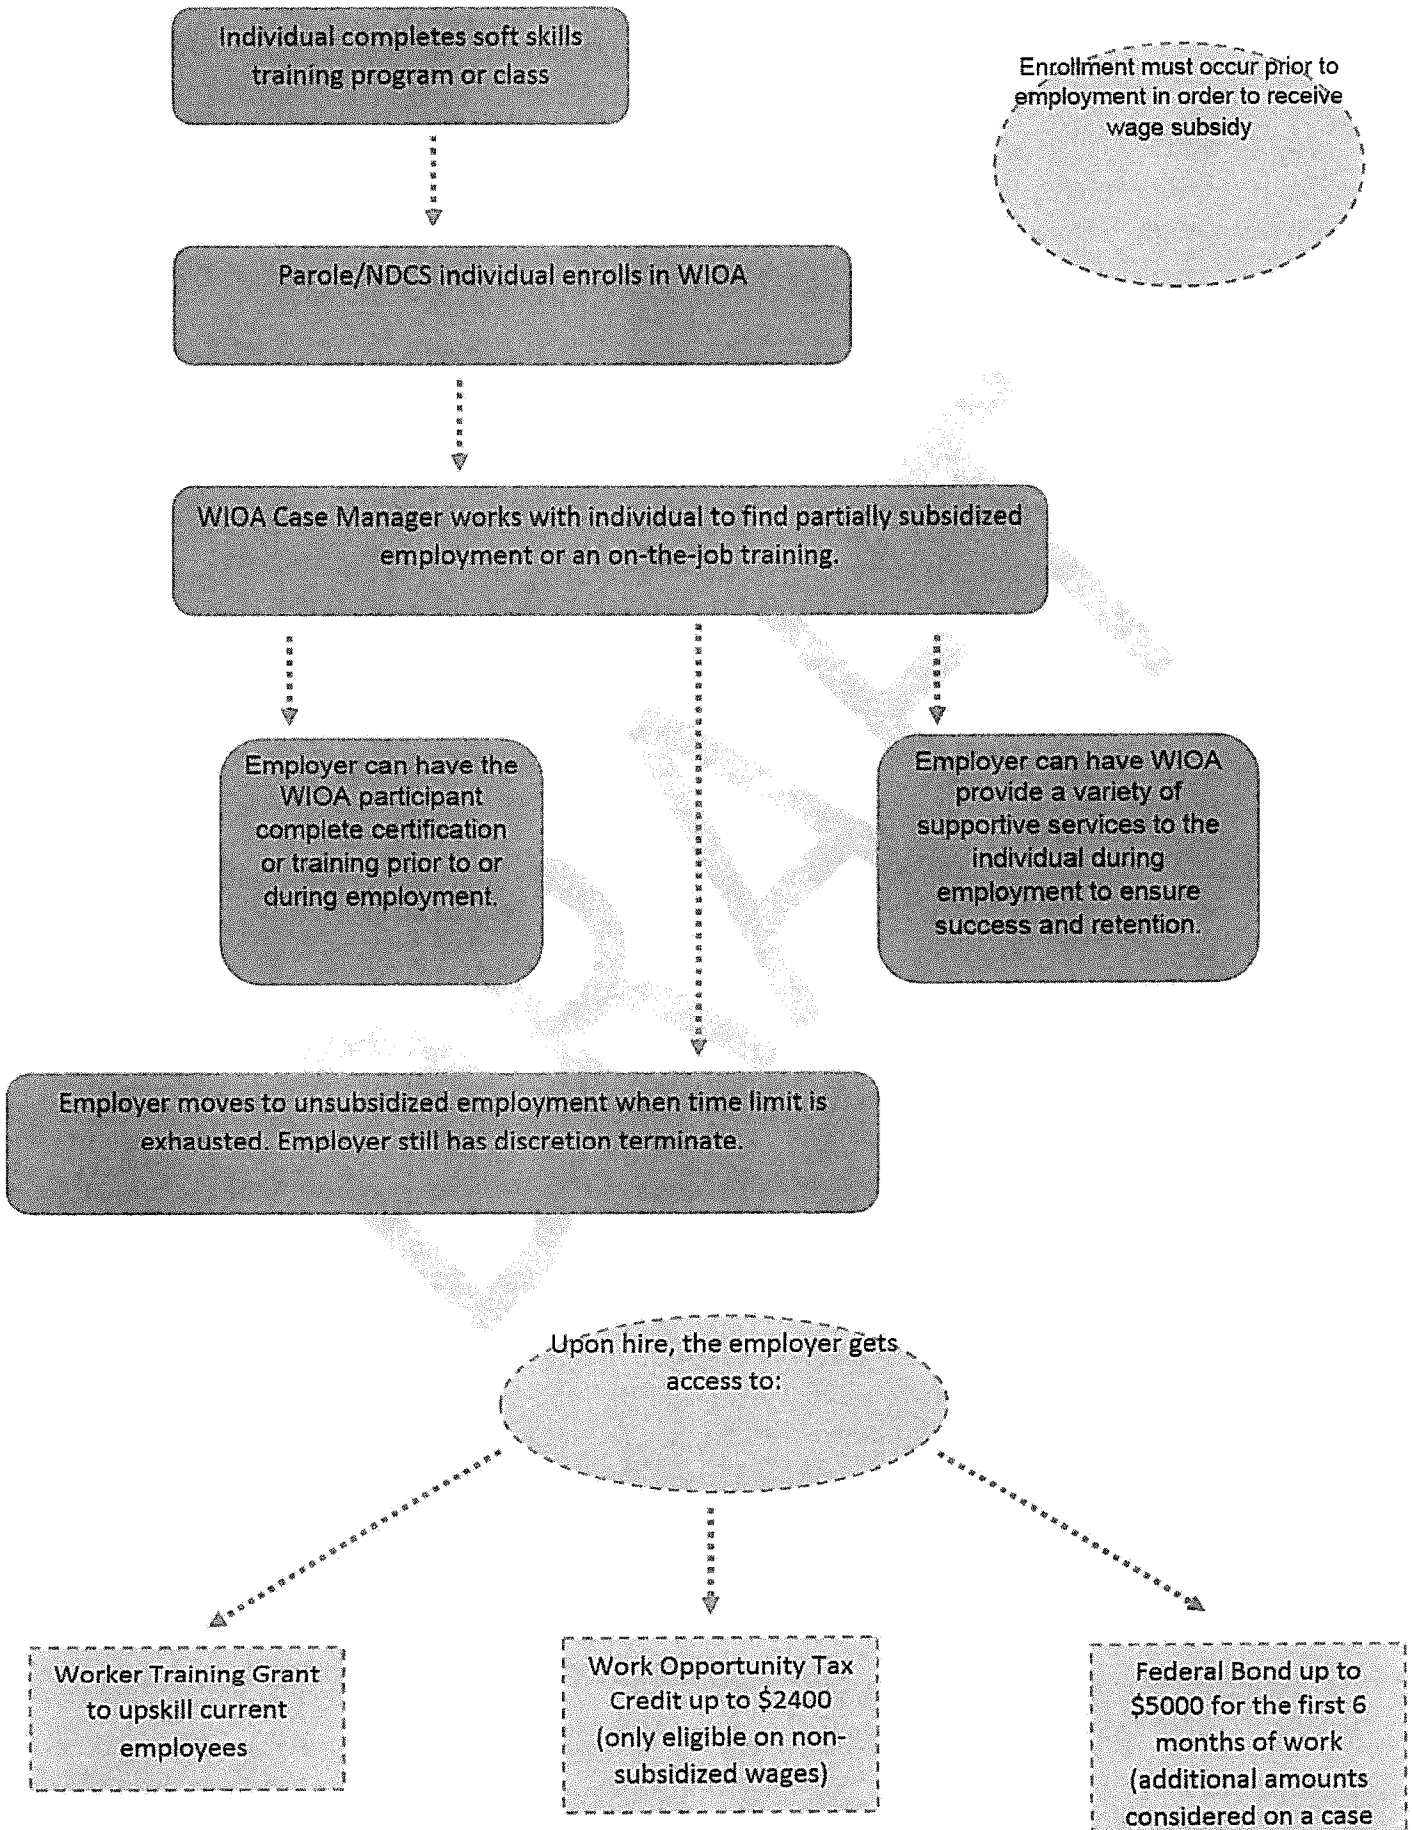 Individual completes soft skills
training program or class
Enrollment must occur prior to
employment in order to receive
wage subsidy
Parole/NDCS individual enrolls in WIOA
WIOA Case Manager works with individual to find partially subsidized
employment or an on-the-job training.
Employer can have the
WIOA participant
complete certification
or training prior to or
during employment.
Employer can have WIOA
provide a variety of
supportive services to the
individual during
employment to ensure
success and retention.
Employer moves to unsubsidized employment when time limit is
exhausted. Employer still has discretion terminate.
DRAFT
Upon hire, the employer gets
access to:
Worker Training Grant
to upskill current
employees
Work Opportunity Tax
Credit up to $2400
(only eligible on non-
subsidized wages)
Federal Bond up to
$5000 for the first 6
months of work
(additional amounts
considered on a case